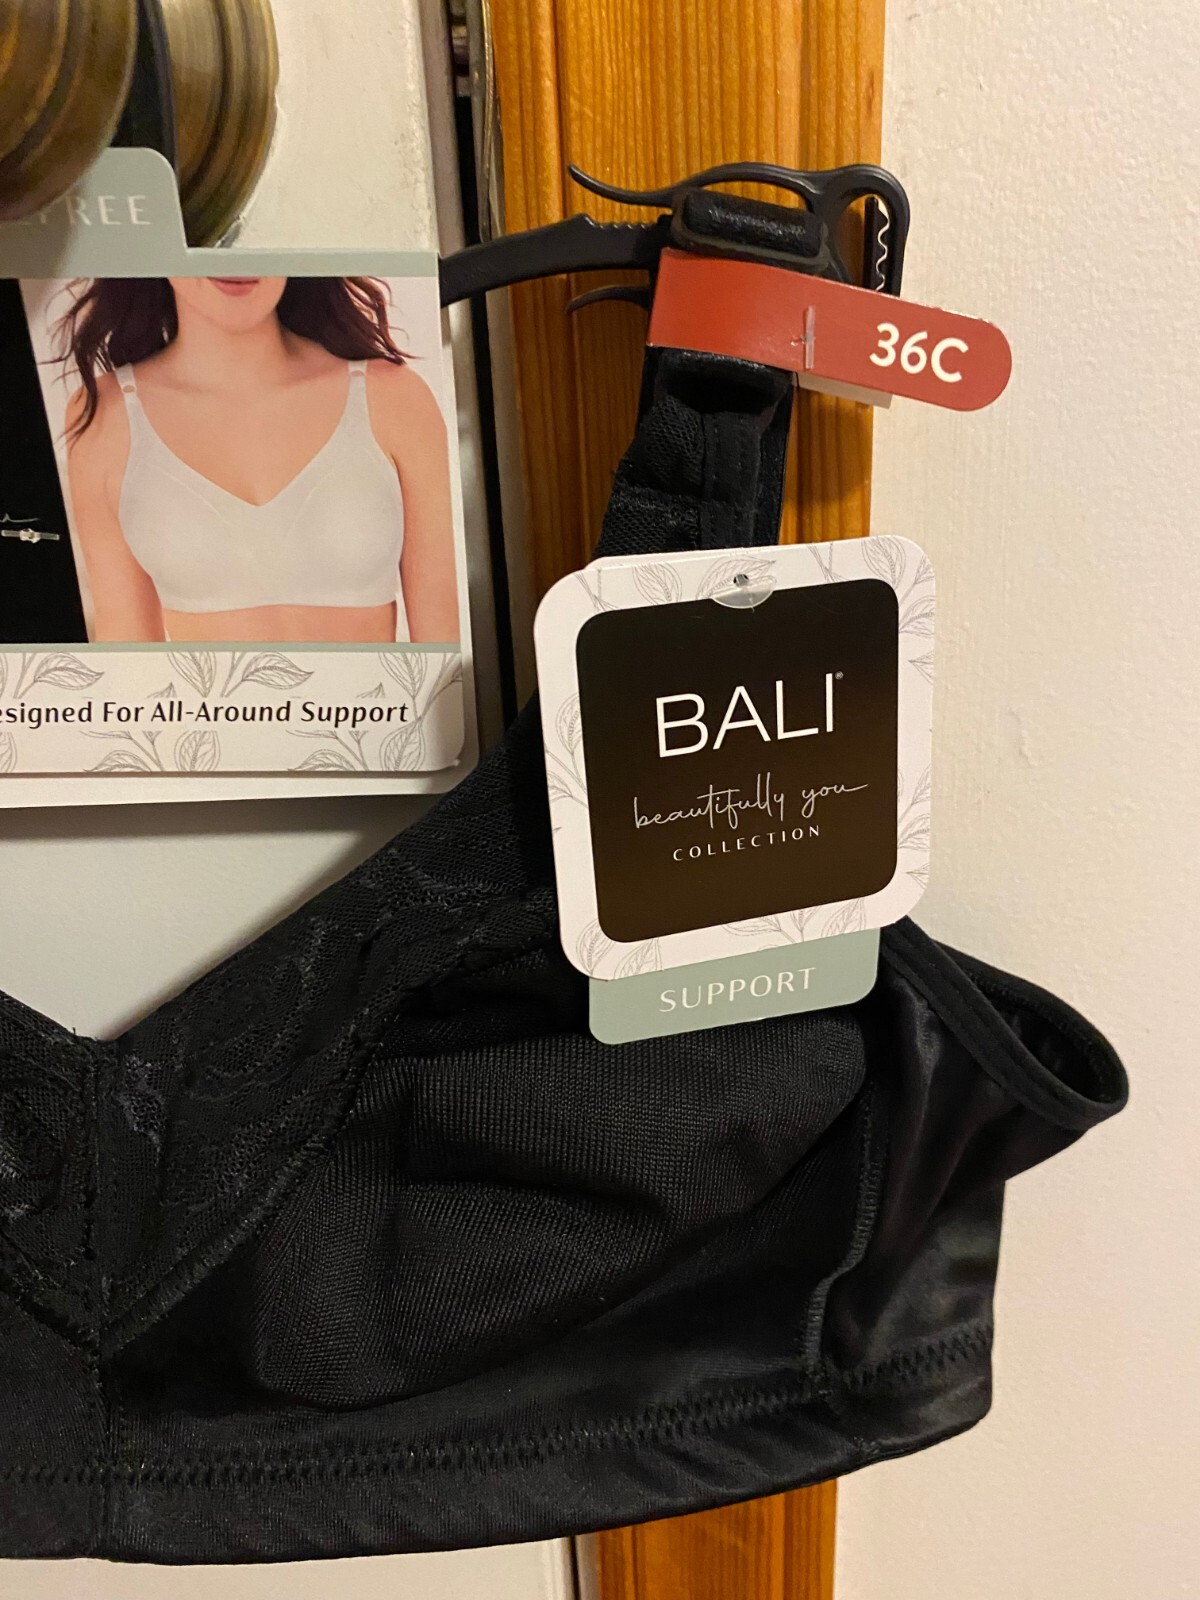 FREE
36C
BALI®
beautifully you
COLLECTION
SUPPORT
esigned For All-Around Support